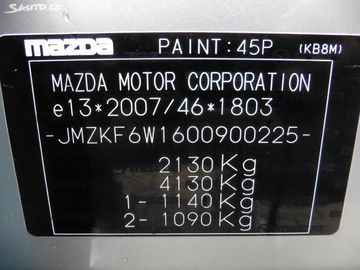 Sauto.cz
mazda PAINT:45P (KB8M)
MAZDA MOTOR CORPORATION
e13*2007/46*1803
-JMZKF6W1600900225-
2130Kg
4130Kg
1- 1140Kg
2- 1090Kg